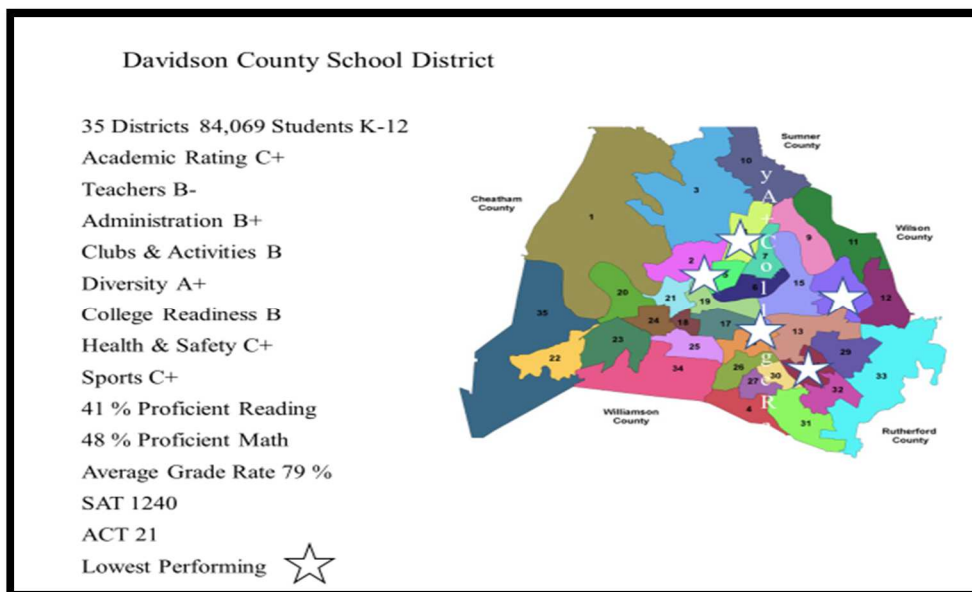 Davidson County School District
35 Districts 84,069 Students K-12
Academic Rating C+
Teachers B-
Administration B+
Clubs & Activities B
Diversity A+
College Readiness B
Health & Safety C+
Sports C+
41 % Proficient Reading
48 % Proficient Math
Average Grade Rate 79 %
SAT 1240
ACT 21
Lowest Performing
Sumner
County
10
3
Cheatham
County
1
9
11
Wilson
County
2
7
15
12
35
20
21
19
24
18
17
13
22
23
25
29
34
26
30
33
27
32
4
31
Williamson
County
Rutherford
County